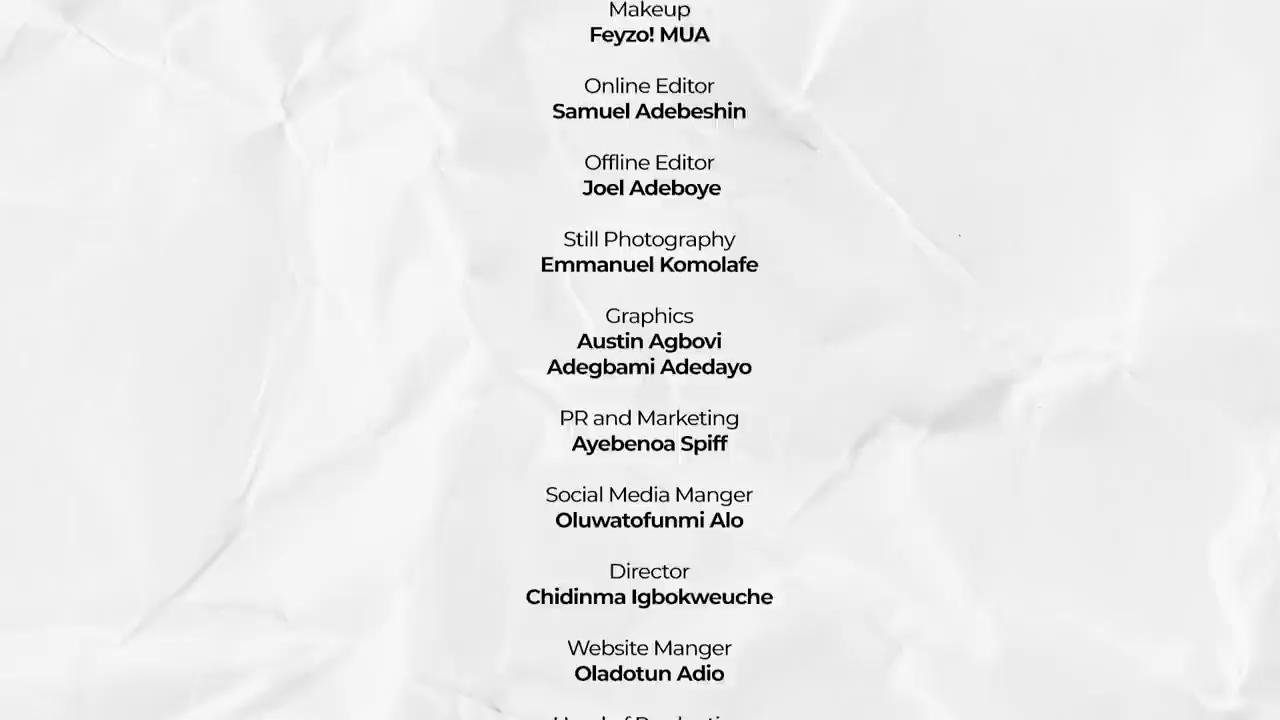 Makeup
Feyzo! MUA
Online Editor
Samuel Adebeshin
Offline Editor
Joel Adeboye
Still Photography
Emmanuel Komolafe
Graphics
Austin Agbovi
Adegbami Adedayo
PR and Marketing
Ayebenoa Spiff
Social Media Manger
Oluwatofunmi Alo
Director
Chidinma Igbokweuche
Website Manger
Oladotun Adio